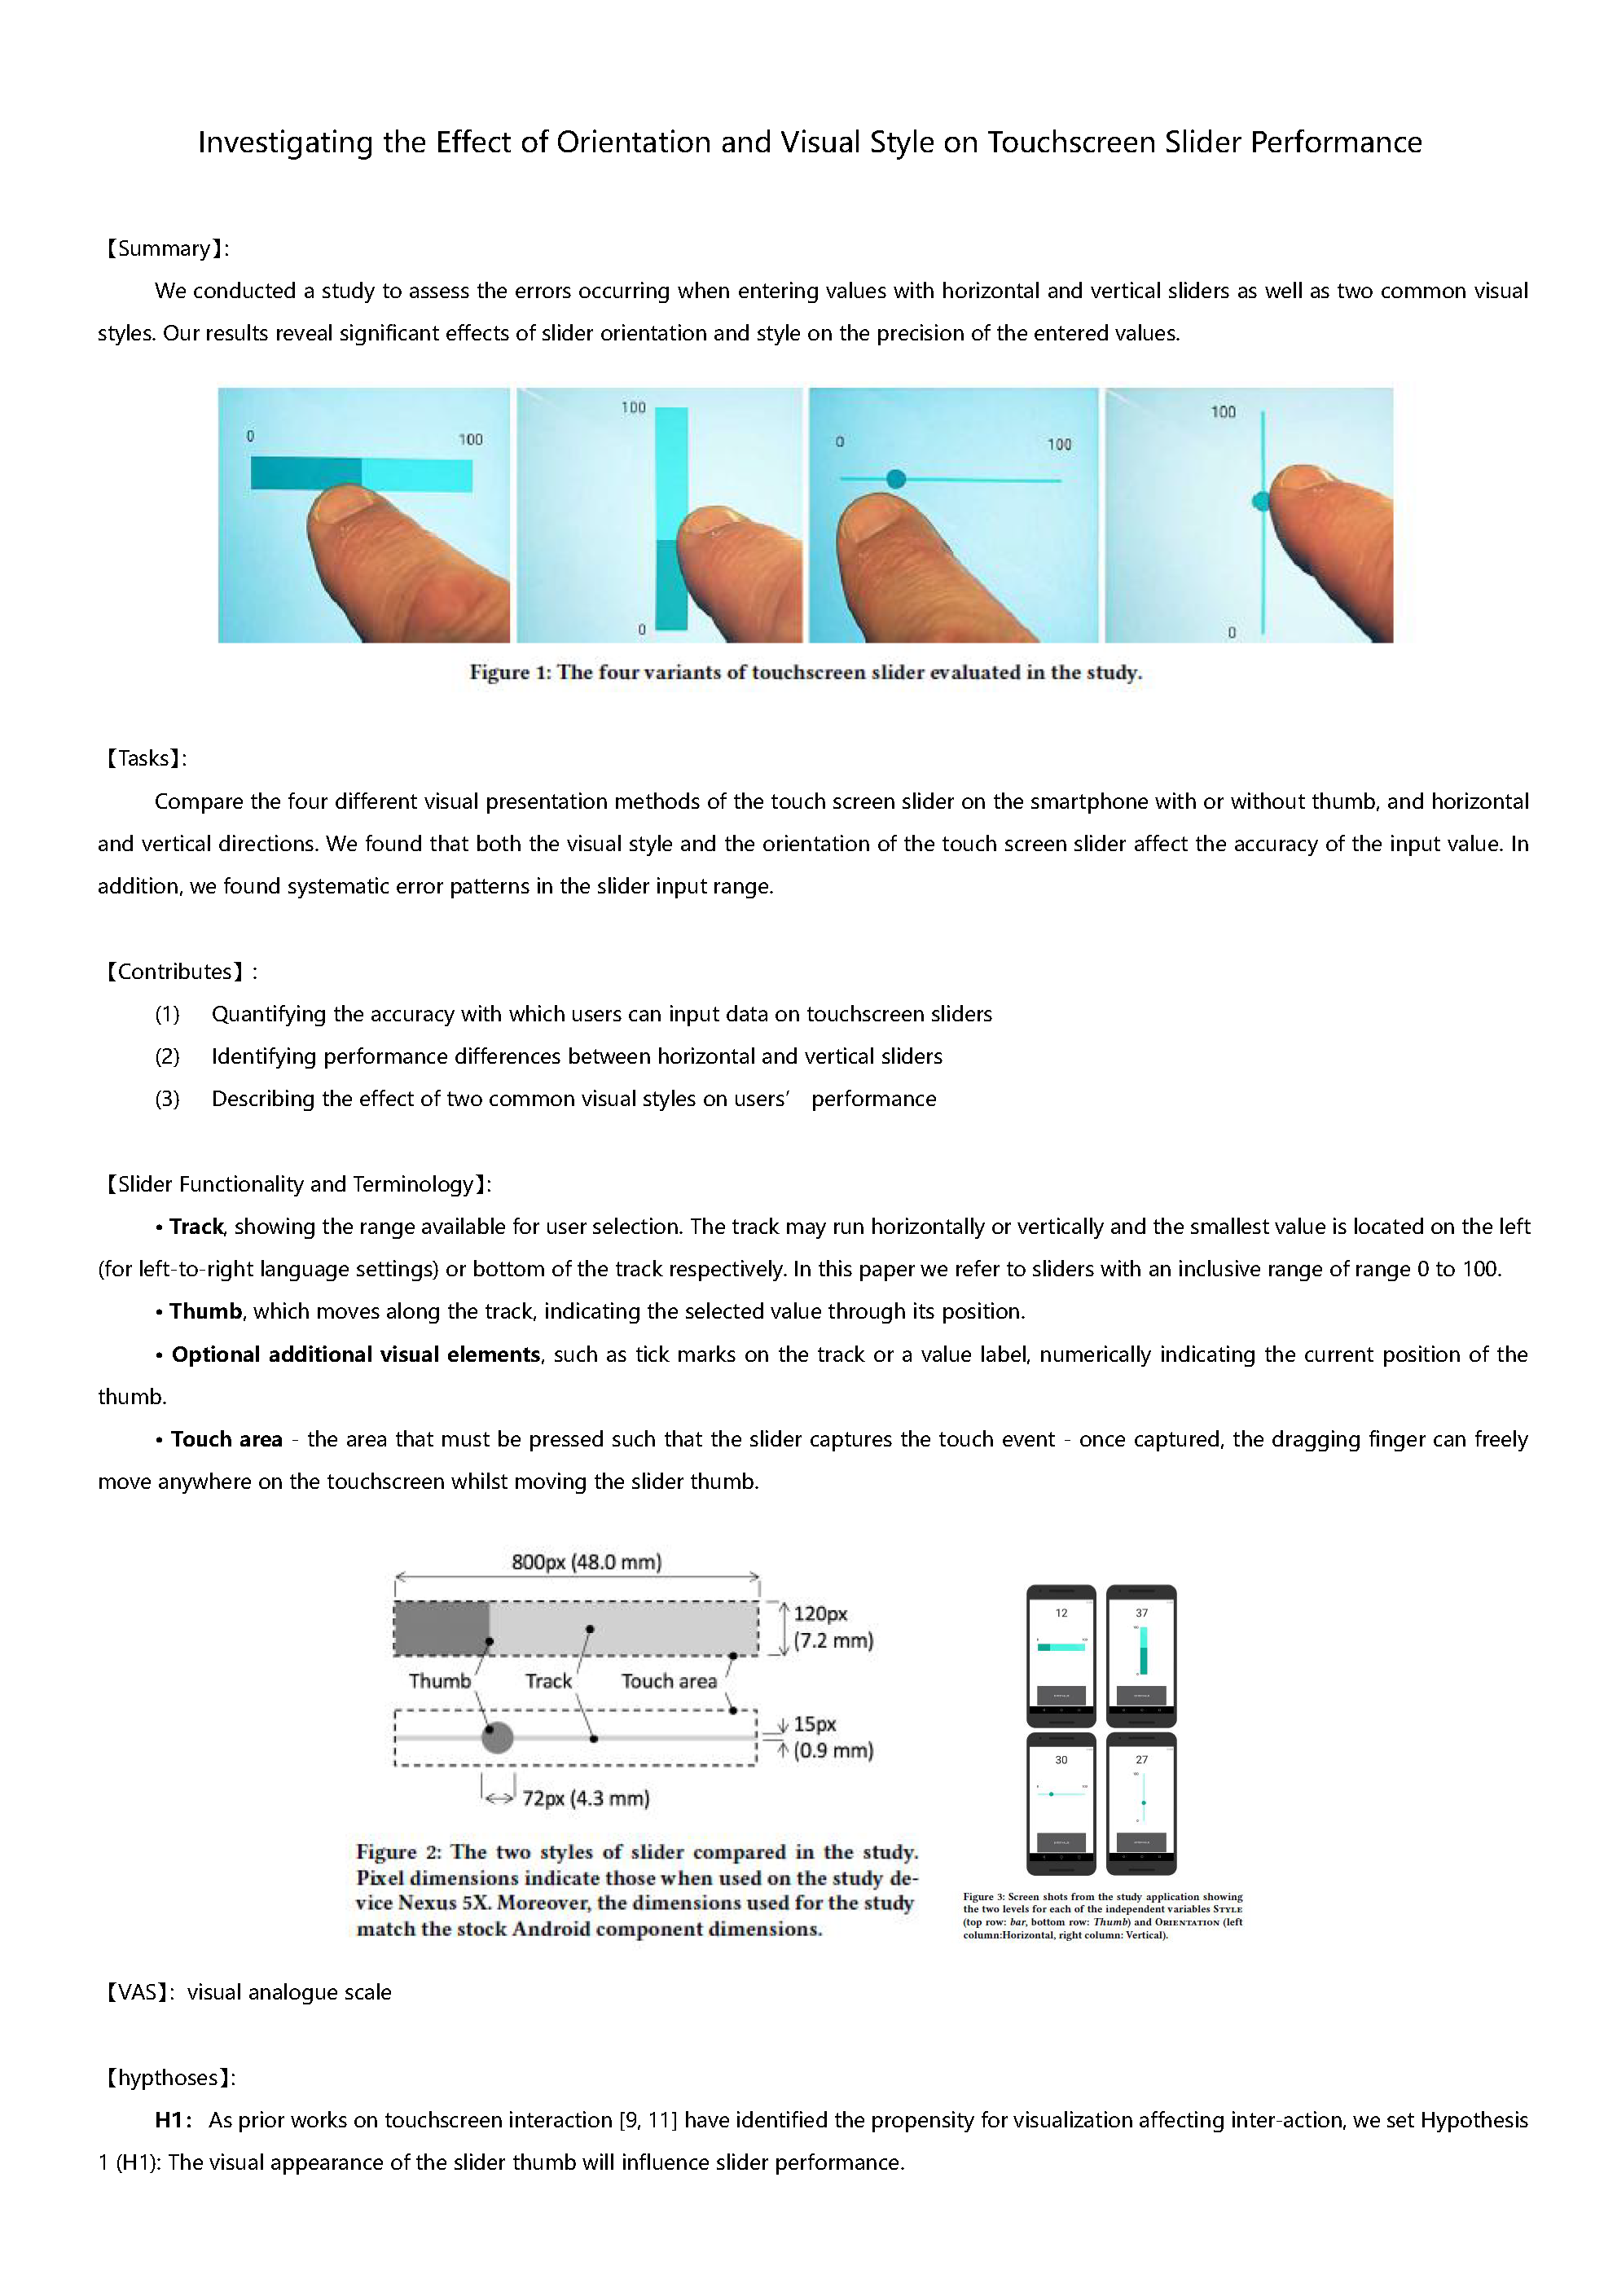 Investigating the Effect of Orientation and Visual Style on Touchscreen Slider Performance
【Summary】:
We conducted a study to assess the errors occurring when entering values with horizontal and vertical sliders as well as two common visual
styles. Our results reveal significant effects of slider orientation and style on the precision of the entered values.
0 100
100
0
0 100
100
0
Figure 1: The four variants of touchscreen slider evaluated in the study.
【Tasks】:
Compare the four different visual presentation methods of the touch screen slider on the smartphone with or without thumb, and horizontal
and vertical directions. We found that both the visual style and the orientation of the touch screen slider affect the accuracy of the input value. In
addition, we found systematic error patterns in the slider input range.
【Contributes】:
(1) Quantifying the accuracy with which users can input data on touchscreen sliders
(2) Identifying performance differences between horizontal and vertical sliders
(3) Describing the effect of two common visual styles on users' performance
【Slider Functionality and Terminology】:
• Track, showing the range available for user selection. The track may run horizontally or vertically and the smallest value is located on the left
(for left-to-right language settings) or bottom of the track respectively. In this paper we refer to sliders with an inclusive range of range 0 to 100.
• Thumb, which moves along the track, indicating the selected value through its position.
• Optional additional visual elements, such as tick marks on the track or a value label, numerically indicating the current position of the
thumb.
• Touch area - the area that must be pressed such that the slider captures the touch event - once captured, the dragging finger can freely
move anywhere on the touchscreen whilst moving the slider thumb.
800px (48.0 mm)
120px
(7.2 mm)
Thumb Track Touch area
15px
(0.9 mm)
72px (4.3 mm)
Figure 2: The two styles of slider compared in the study.
Pixel dimensions indicate those when used on the study de-
vice Nexus 5X. Moreover, the dimensions used for the study
match the stock Android component dimensions.
12 37
30 27
Figure 3: Screen shots from the study application showing
the two levels for each of the independent variables STYLE
(top row: bar, bottom row: Thumb) and ORIENTATION (left
column:Horizontal, right column: Vertical).
【VAS】: visual analogue scale
【hypthoses】:
H1： As prior works on touchscreen interaction [9, 11] have identified the propensity for visualization affecting inter-action, we set Hypothesis
1 (H1): The visual appearance of the slider thumb will influence slider performance.